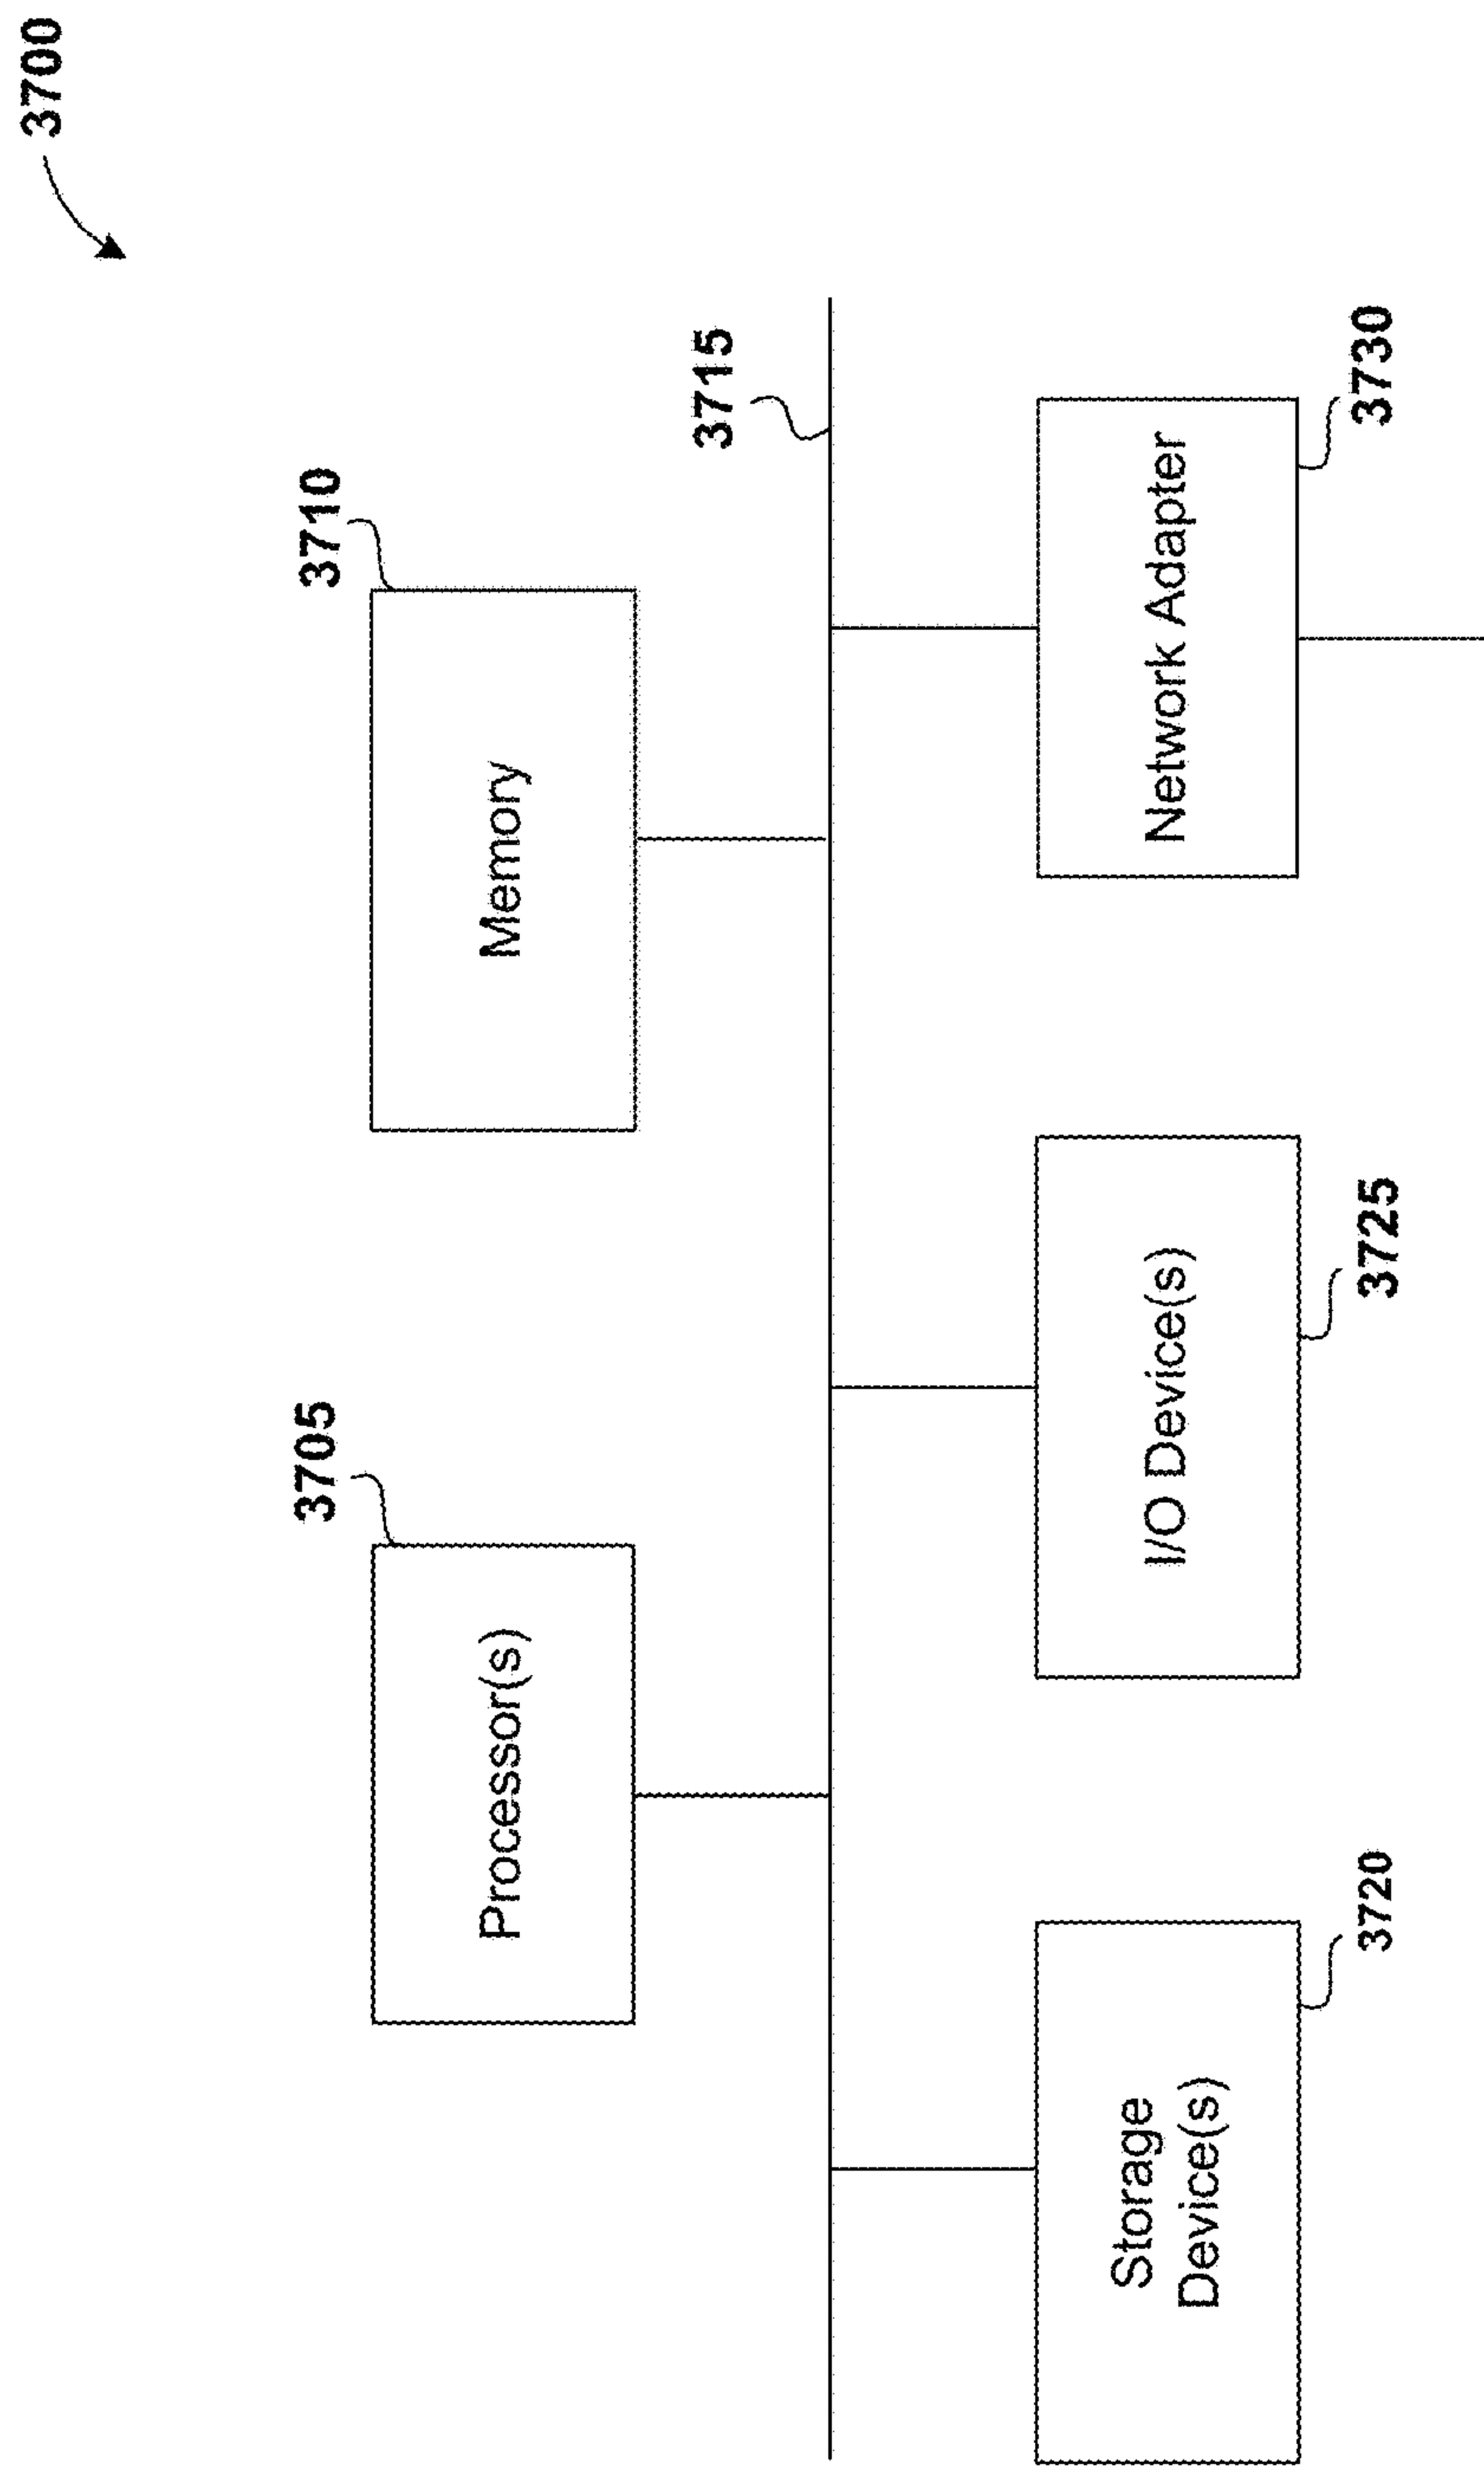 3700
3705
Processor(s)
3710
Memory
3715
Storage
Device(s)
3720
I/O Device(s)
3725
Network Adapter
3730